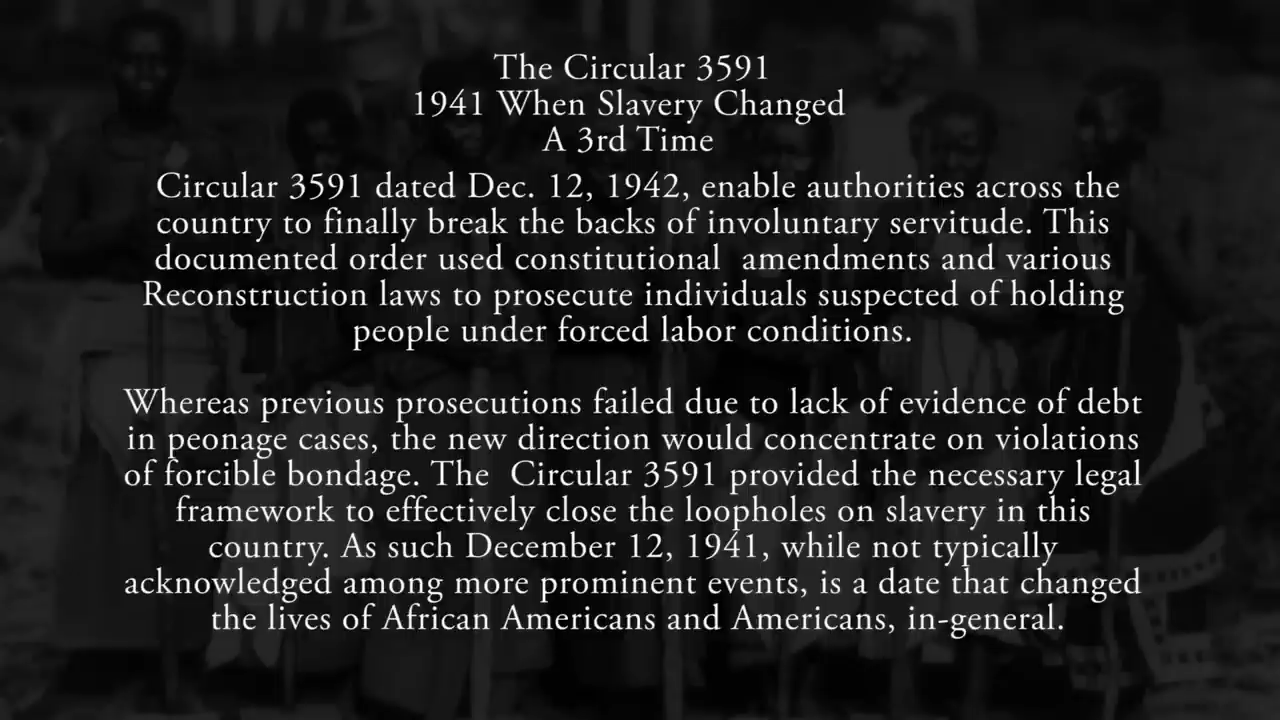 The Circular 3591
1941 When Slavery Changed
A 3rd Time
Circular 3591 dated Dec. 12, 1942, enable authorities across the
country to finally break the backs of involuntary servitude. This
documented order used constitutional  amendments and various
Reconstruction laws to prosecute individuals suspected of holding
people under forced labor conditions.
Whereas previous prosecutions failed due to lack of evidence of debt
in peonage cases, the new direction would concentrate on violations
of forcible bondage. The  Circular 3591 provided the necessary legal
framework to effectively close the loopholes on slavery in this
country. As such December 12, 1941, while not typically
acknowledged among more prominent events, is a date that changed
the lives of African Americans and Americans, in-general.